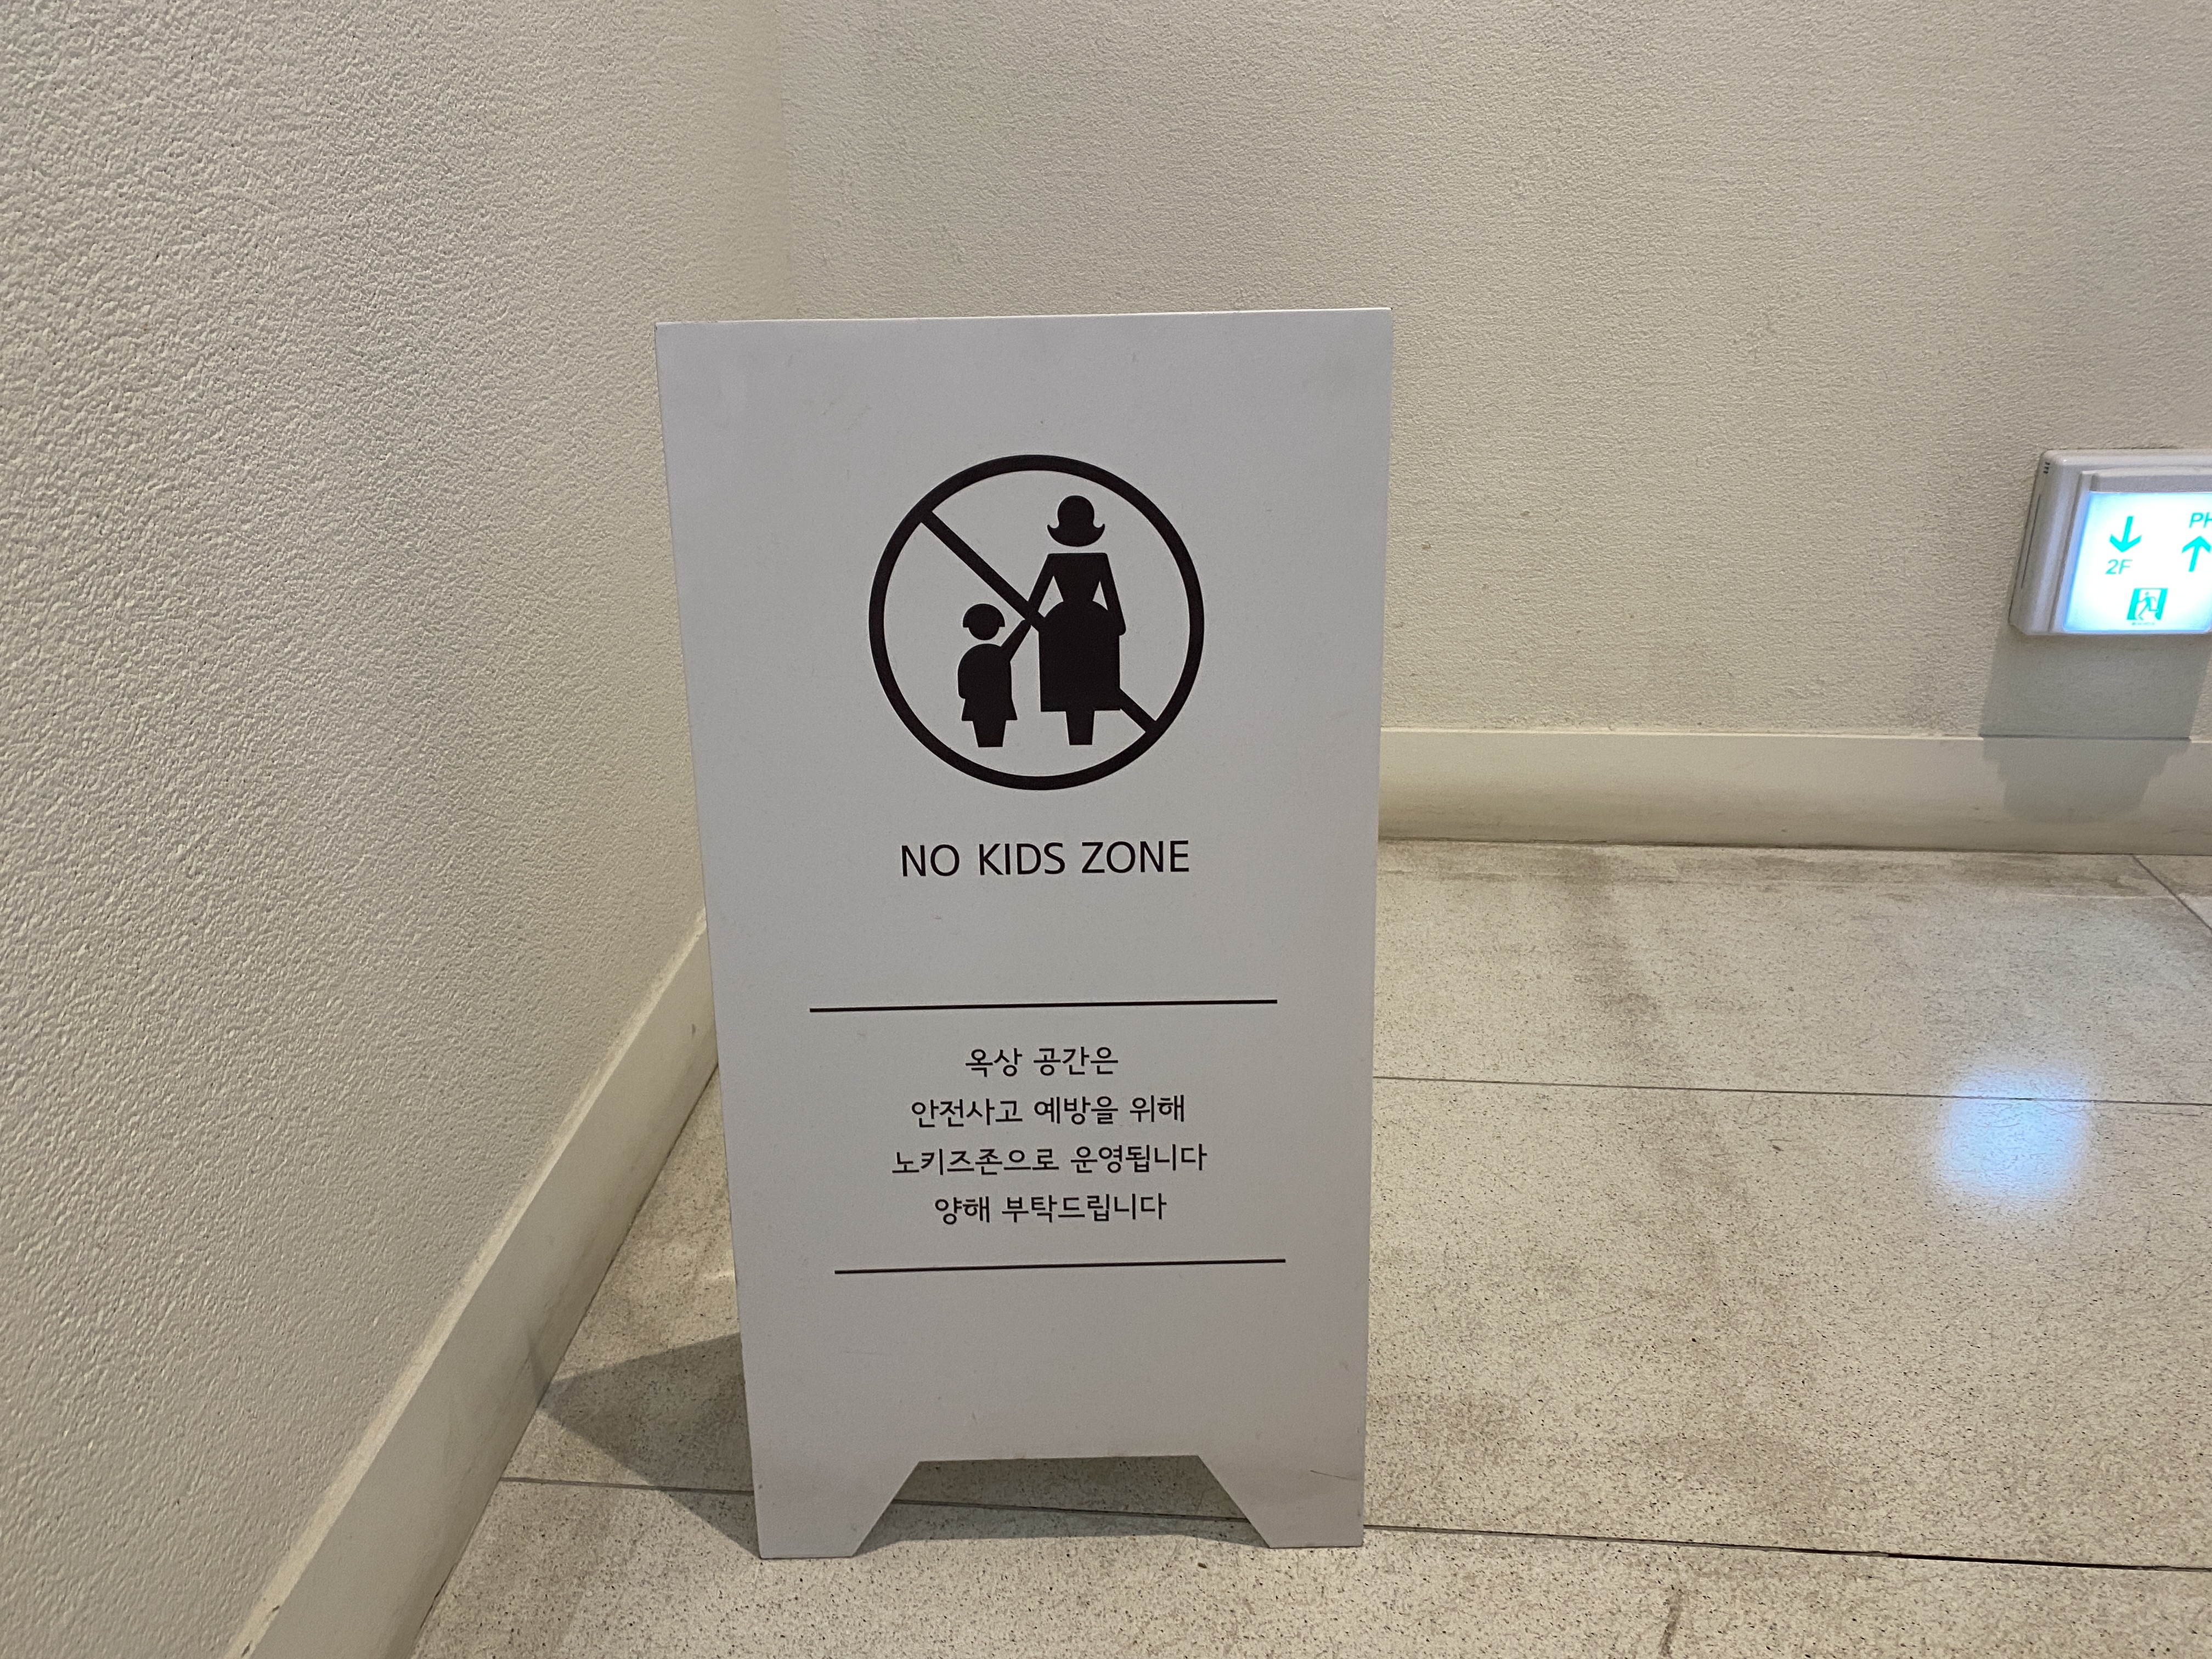 NO KIDS ZONE
옥상 공간은
안전사고 예방을 위해
노키즈존으로 운영됩니다
양해 부탁드립니다
PH
2F